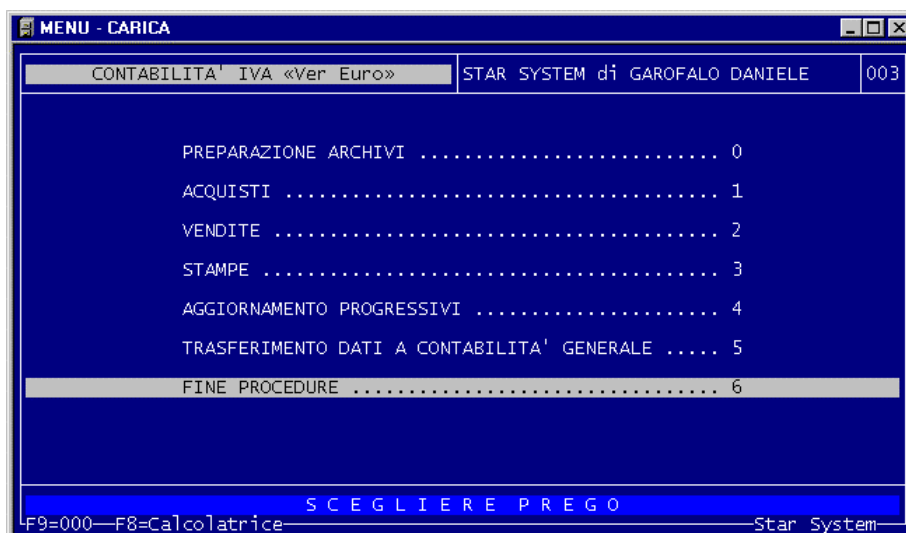 MENU - CARICA
CONTABILITA' IVA «Ver Euro» STAR SYSTEM di GAROFALO DANIELE 003
PREPARAZIONE ARCHIVI ........................... 0
ACQUISTI ....................................... 1
VENDITE ........................................ 2
STAMPE ......................................... 3
AGGIORNAMENTO PROGRESSIVI ...................... 4
TRASFERIMENTO DATI A CONTABILITA' GENERALE ..... 5
FINE PROCEDURE ................................. 6
S C E G L I E R E   P R E G O
F9=000—F8=Calcolatrice Star System